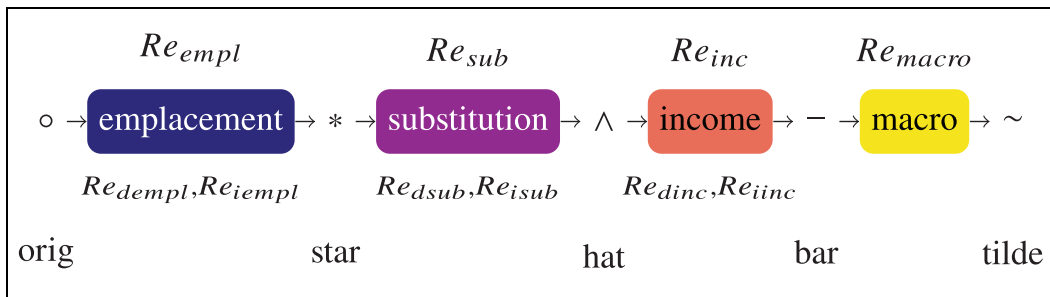 Re_empl Re_sub Re_inc Re_macro
∘ → emplacement → * → substitution → ∧ → income → − → macro → ∼
Re_dempl,Re_iempl Re_dsub,Re_isub Re_dinc,Re_iinc
orig star hat bar tilde